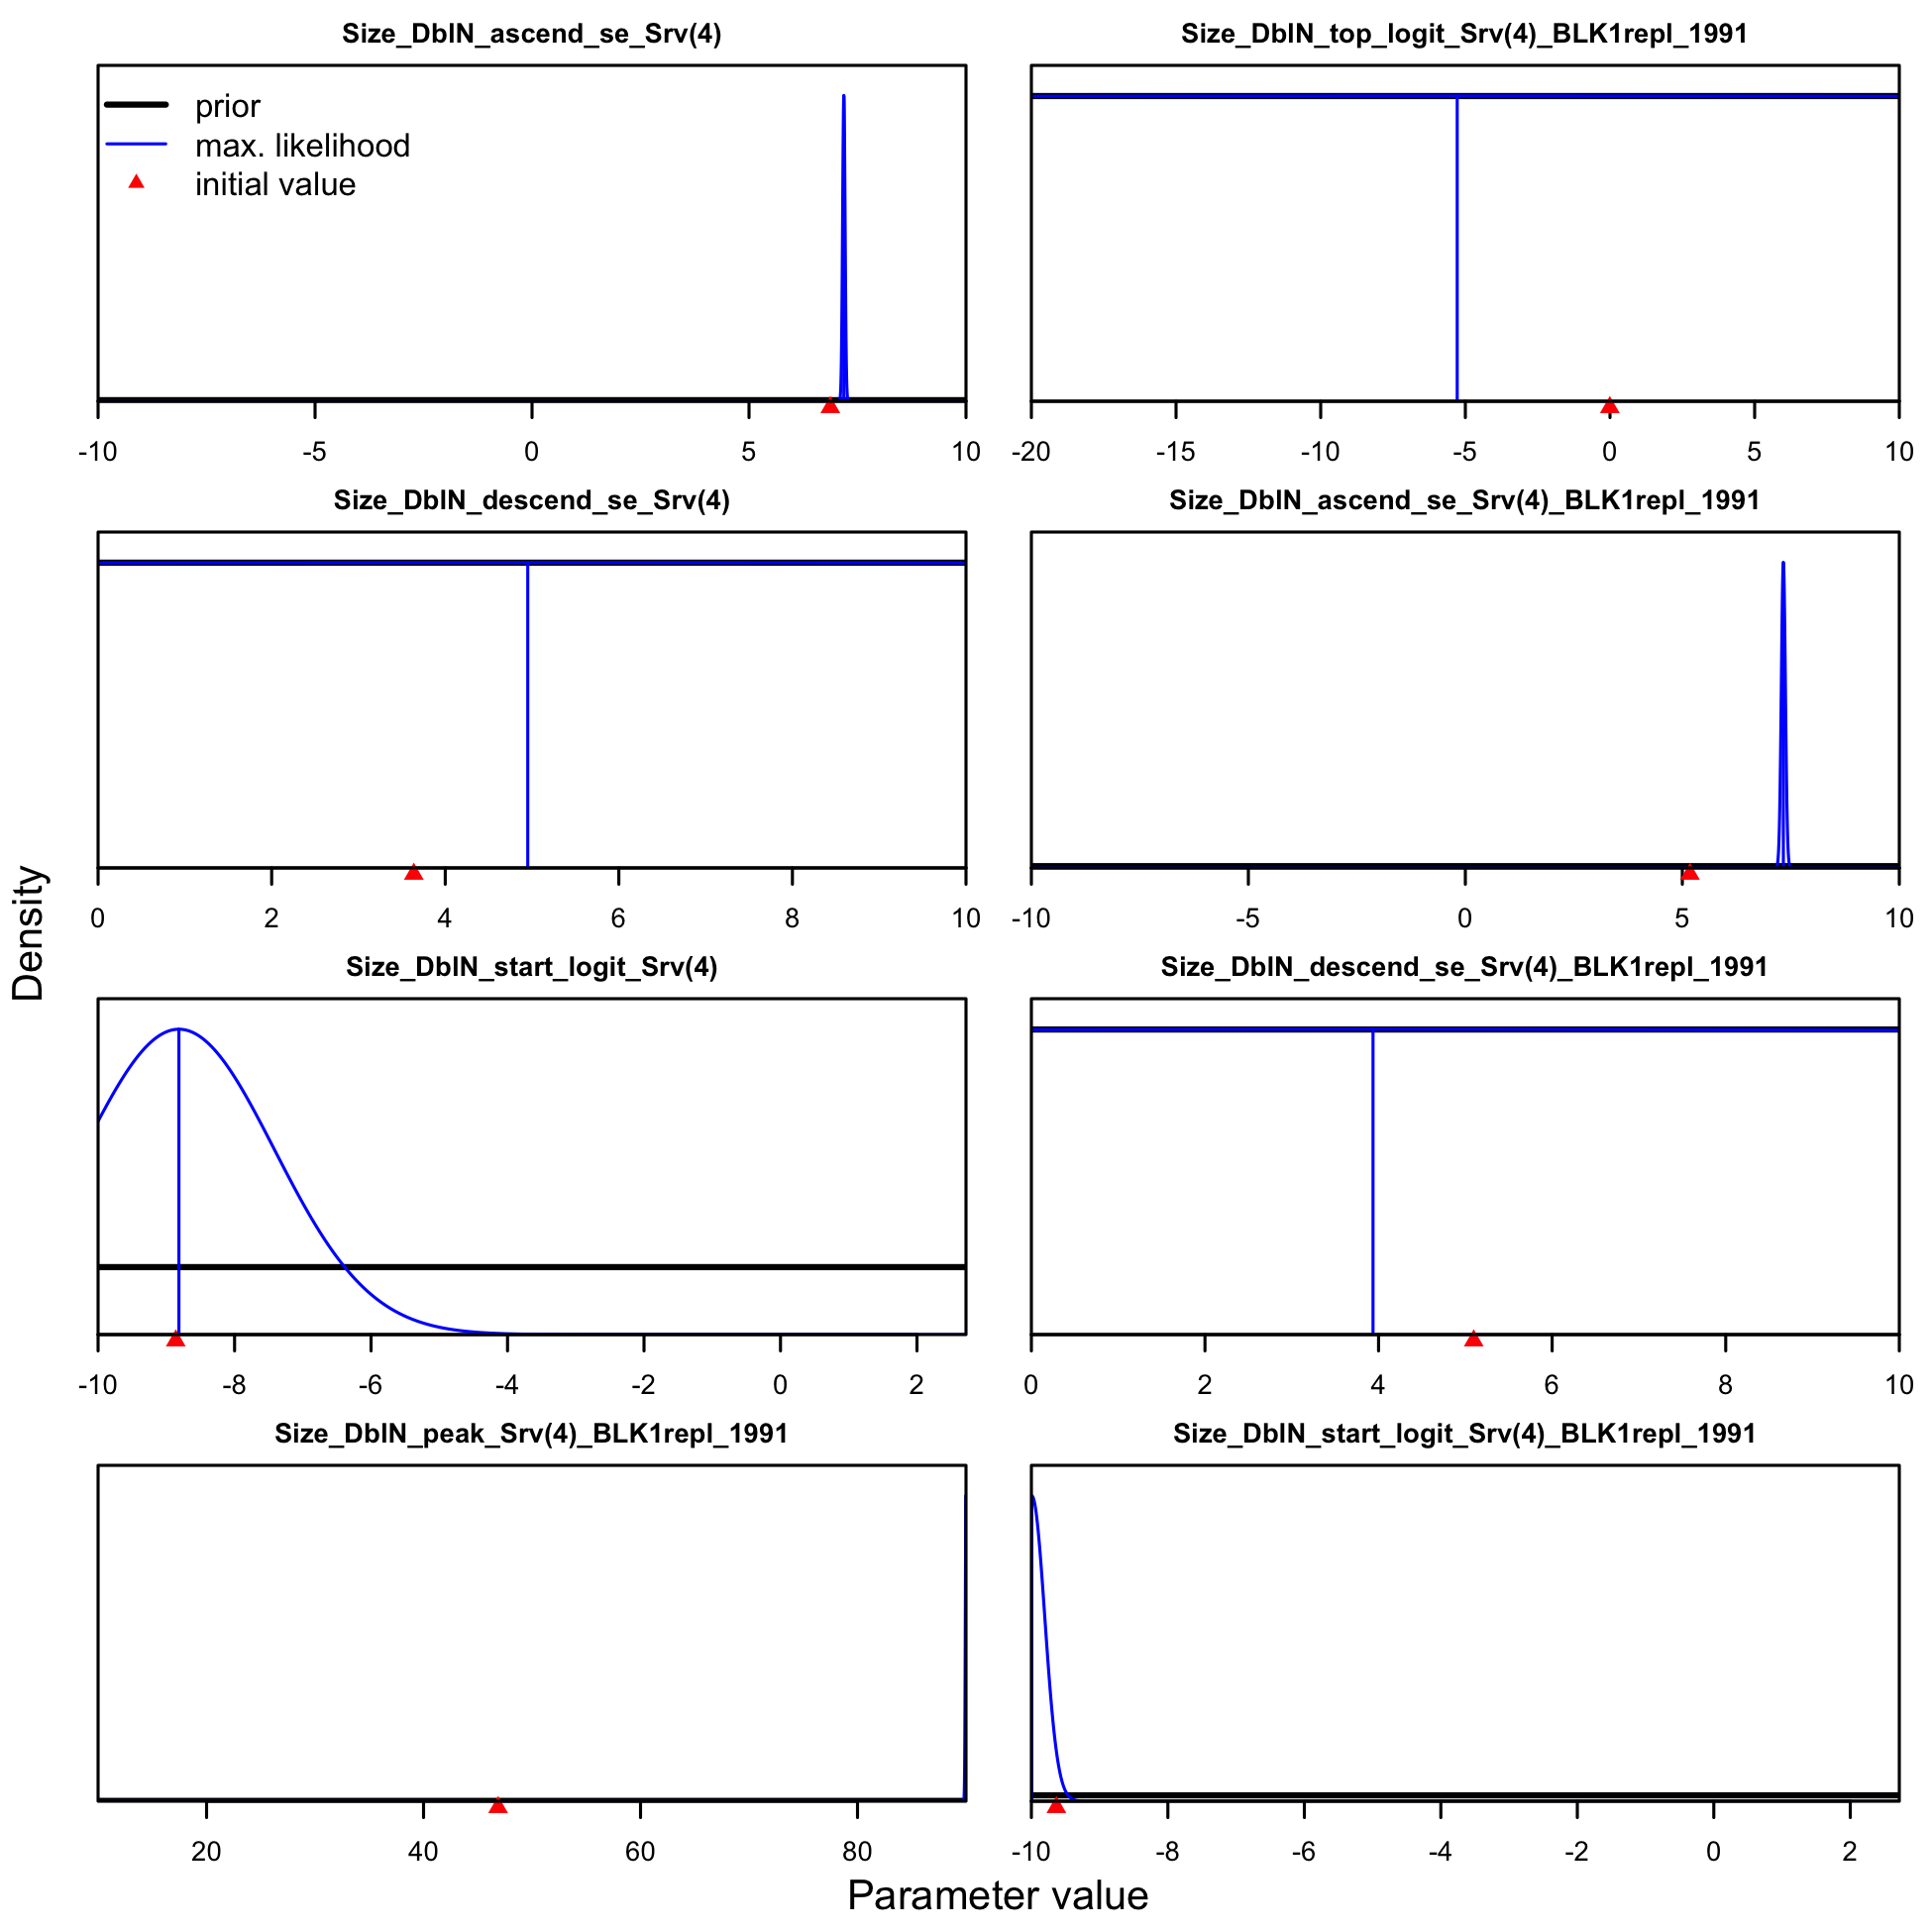 Size_DblN_ascend_se_Srv(4)
prior
max. likelihood
initial value
-10 -5 0 5 10
Size_DblN_top_logit_Srv(4)_BLK1repl_1991
-20 -15 -10 -5 0 5 10
Size_DblN_descend_se_Srv(4)
0 2 4 6 8 10
Size_DblN_ascend_se_Srv(4)_BLK1repl_1991
-10 -5 0 5 10
Size_DblN_start_logit_Srv(4)
-10 -8 -6 -4 -2 0 2
Size_DblN_descend_se_Srv(4)_BLK1repl_1991
0 2 4 6 8 10
Size_DblN_peak_Srv(4)_BLK1repl_1991
20 40 60 80
Size_DblN_start_logit_Srv(4)_BLK1repl_1991
-10 -8 -6 -4 -2 0 2
Density
Parameter value